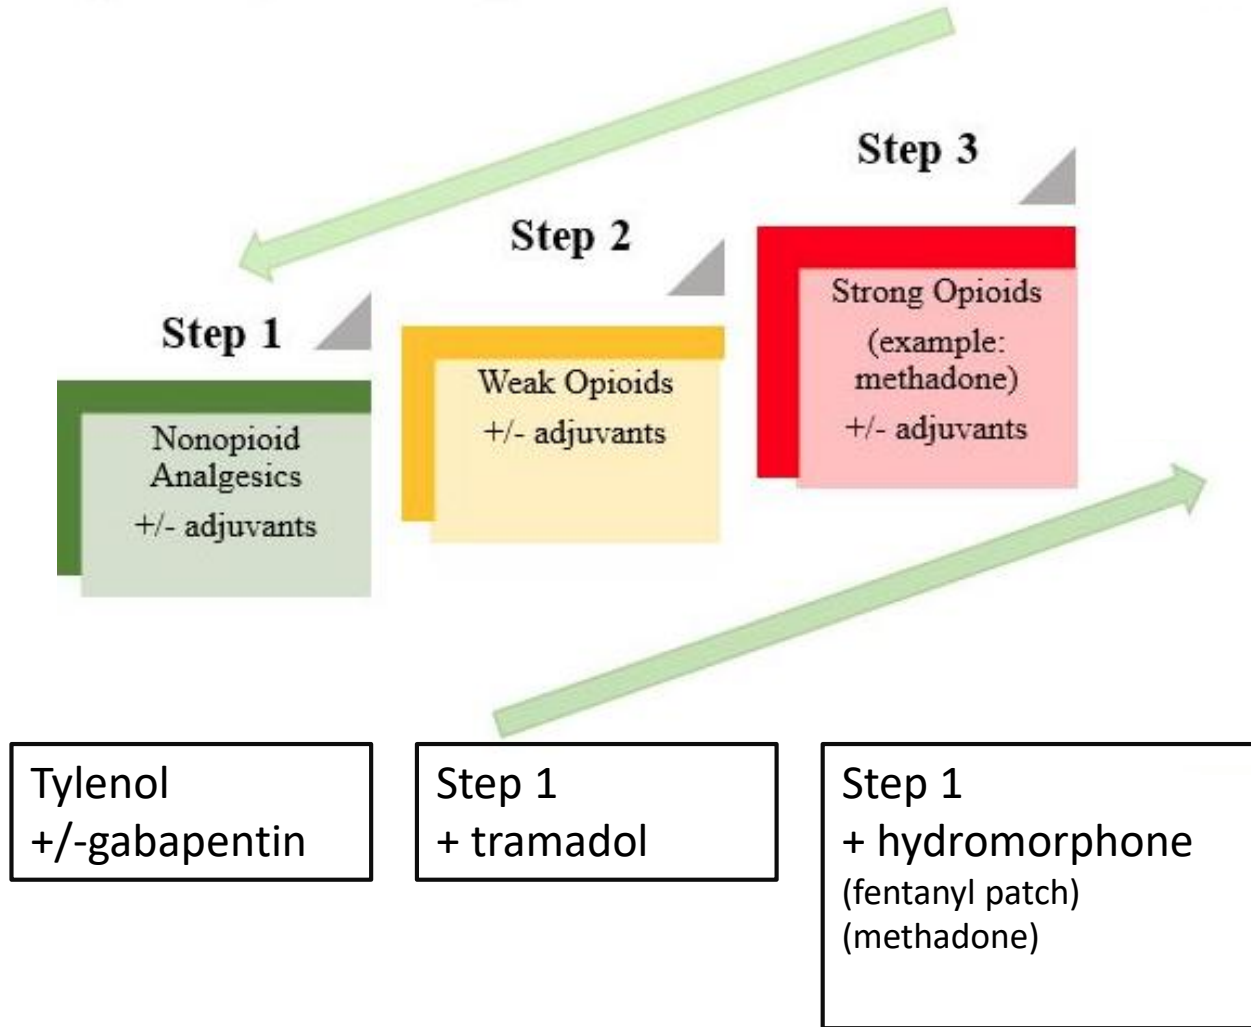 Step 1
Nonopioid
Analgesics
+/- adjuvants
Step 2
Weak Opioids
+/- adjuvants
Step 3
Strong Opioids
(example:
methadone)
+/- adjuvants
Tylenol
+/-gabapentin
Step 1
+ tramadol
Step 1
+ hydromorphone
(fentanyl patch)
(methadone)